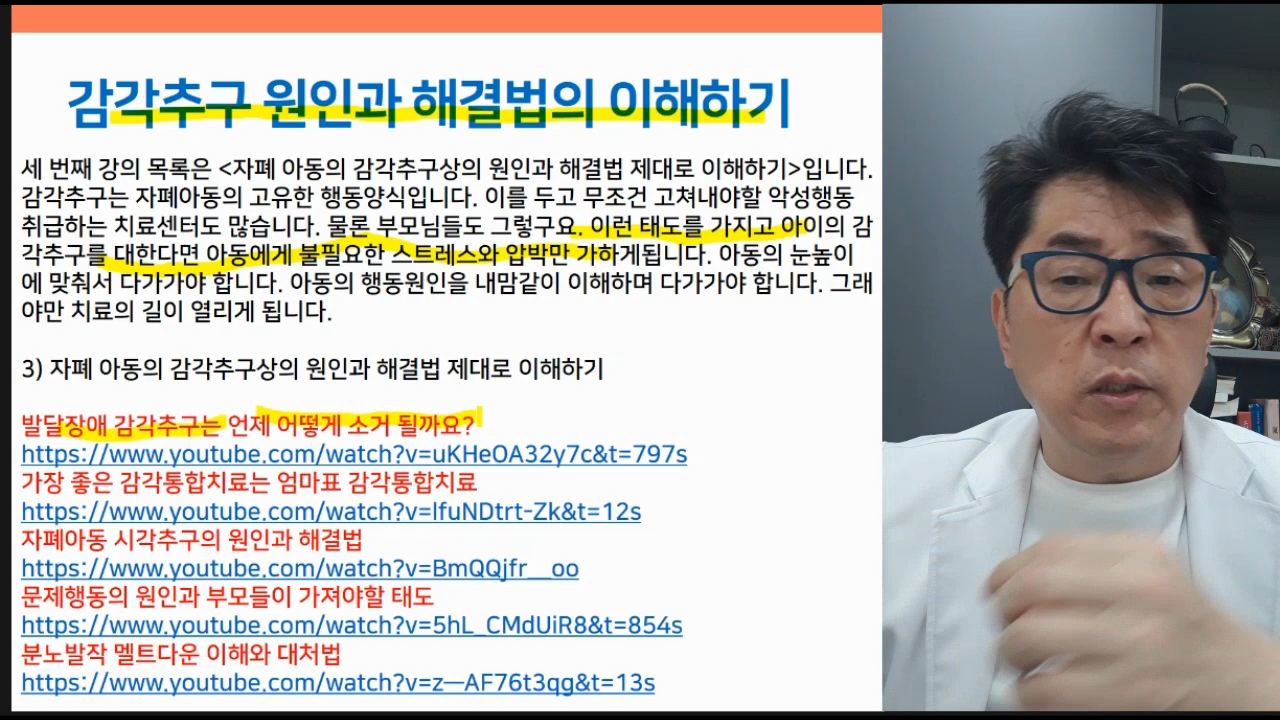 감각추구 원인과 해결법의 이해하기
세 번째 강의 목록은 <자폐 아동의 감각추구상의 원인과 해결법 제대로 이해하기>입니다.
감각추구는 자폐아동의 고유한 행동양식입니다. 이를 두고 무조건 고쳐내야할 악성행동
취급하는 치료센터도 많습니다. 물론 부모님들도 그렇구요. 이런 태도를 가지고 아이의 감
각추구를 대한다면 아동에게 불필요한 스트레스와 압박만 가하게됩니다. 아동의 눈높이
에 맞춰서 다가가야 합니다. 아동의 행동원인을 내맘같이 이해하며 다가가야 합니다. 그래
야만 치료의 길이 열리게 됩니다.
3) 자폐 아동의 감각추구상의 원인과 해결법 제대로 이해하기
발달장애 감각추구는 언제 어떻게 소거 될까요?
https://www.youtube.com/watch?v=uKHeOA32y7c&t=797s
가장 좋은 감각통합치료는 엄마표 감각통합치료
https://www.youtube.com/watch?v=lfuNDtrt-Zk&t=12s
자폐아동 시각추구의 원인과 해결법
https://www.youtube.com/watch?v=BmQQjfr__oo
문제행동의 원인과 부모들이 가져야할 태도
https://www.youtube.com/watch?v=5hL_CMdUiR8&t=854s
분노발작 멜트다운 이해와 대처법
https://www.youtube.com/watch?v=z—AF76t3qg&t=13s